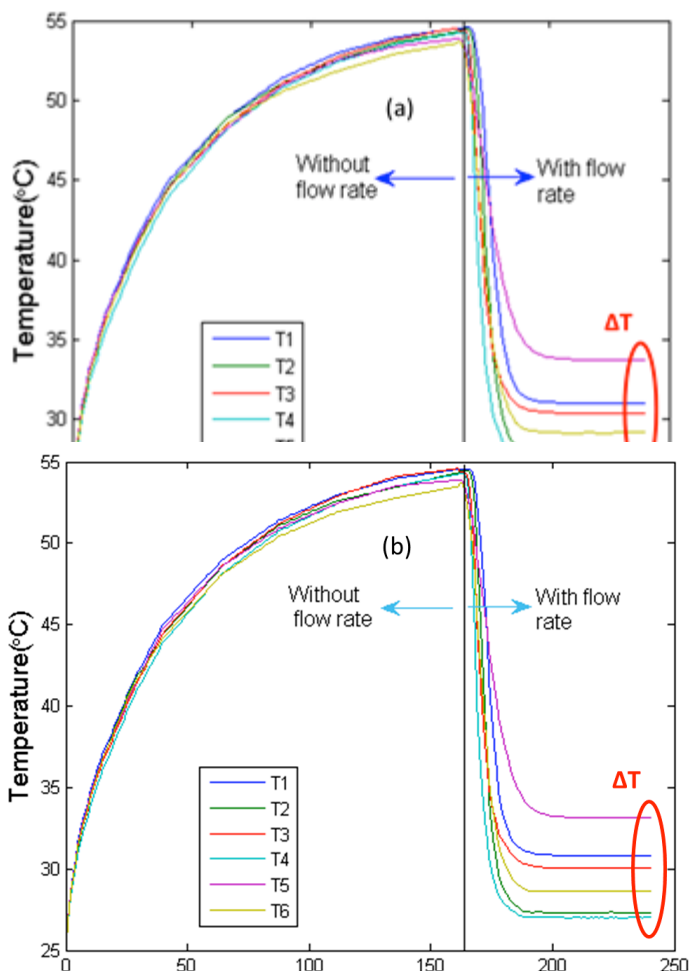 55
50
45
40
35
30
Temperature(°C)
(a)
Without
flow rate
With flow
rate
ΔT
T1
T2
T3
T4
55
50
45
40
35
30
25
Temperature(°C)
(b)
Without
flow rate
With flow
rate
ΔT
T1
T2
T3
T4
T5
T6
0
50
100
150
200
250